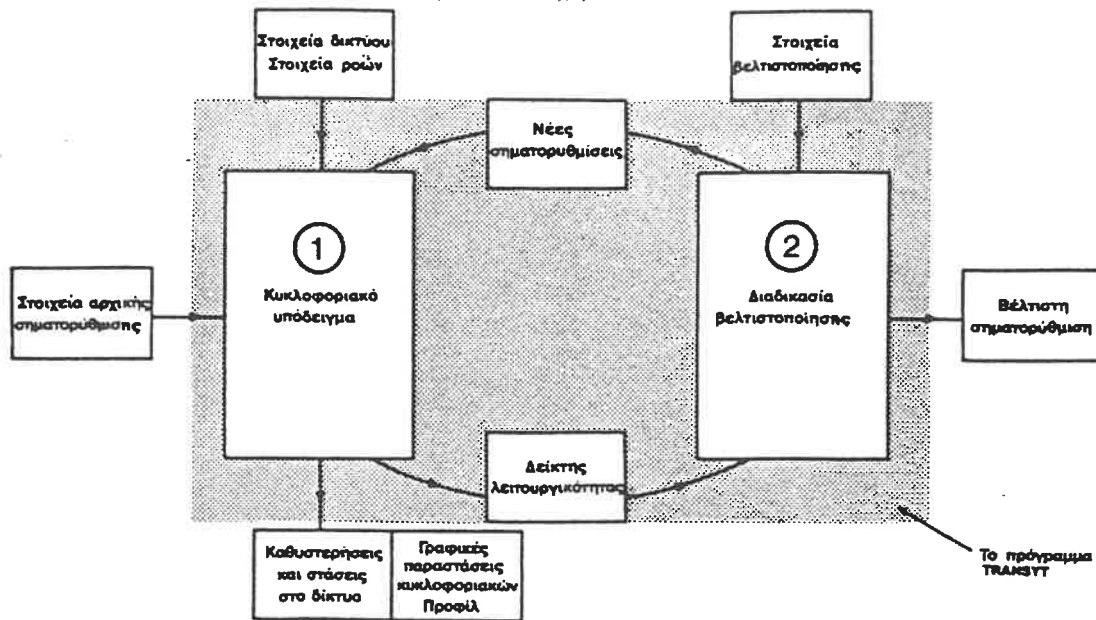 Στοιχεία δικτύου
Στοιχεία ροών
Στοιχεία
βελτιστοποίησης
Νέες
σηματορυθμίσεις
1
Κυκλοφοριακό
υπόδειγμα
2
Διαδικασία
βελτιστοποίησης
Στοιχεία αρχικής
σηματορύθμισης
Βέλτιστη
σηματορύθμιση
Δείκτης
λειτουργικότητας
Καθυστερήσεις
και στάσεις
στο δίκτυο
Γραφικές
παραστάσεις
κυκλοφοριακών
Προφίλ
Το πρόγραμμα
TRANSYT